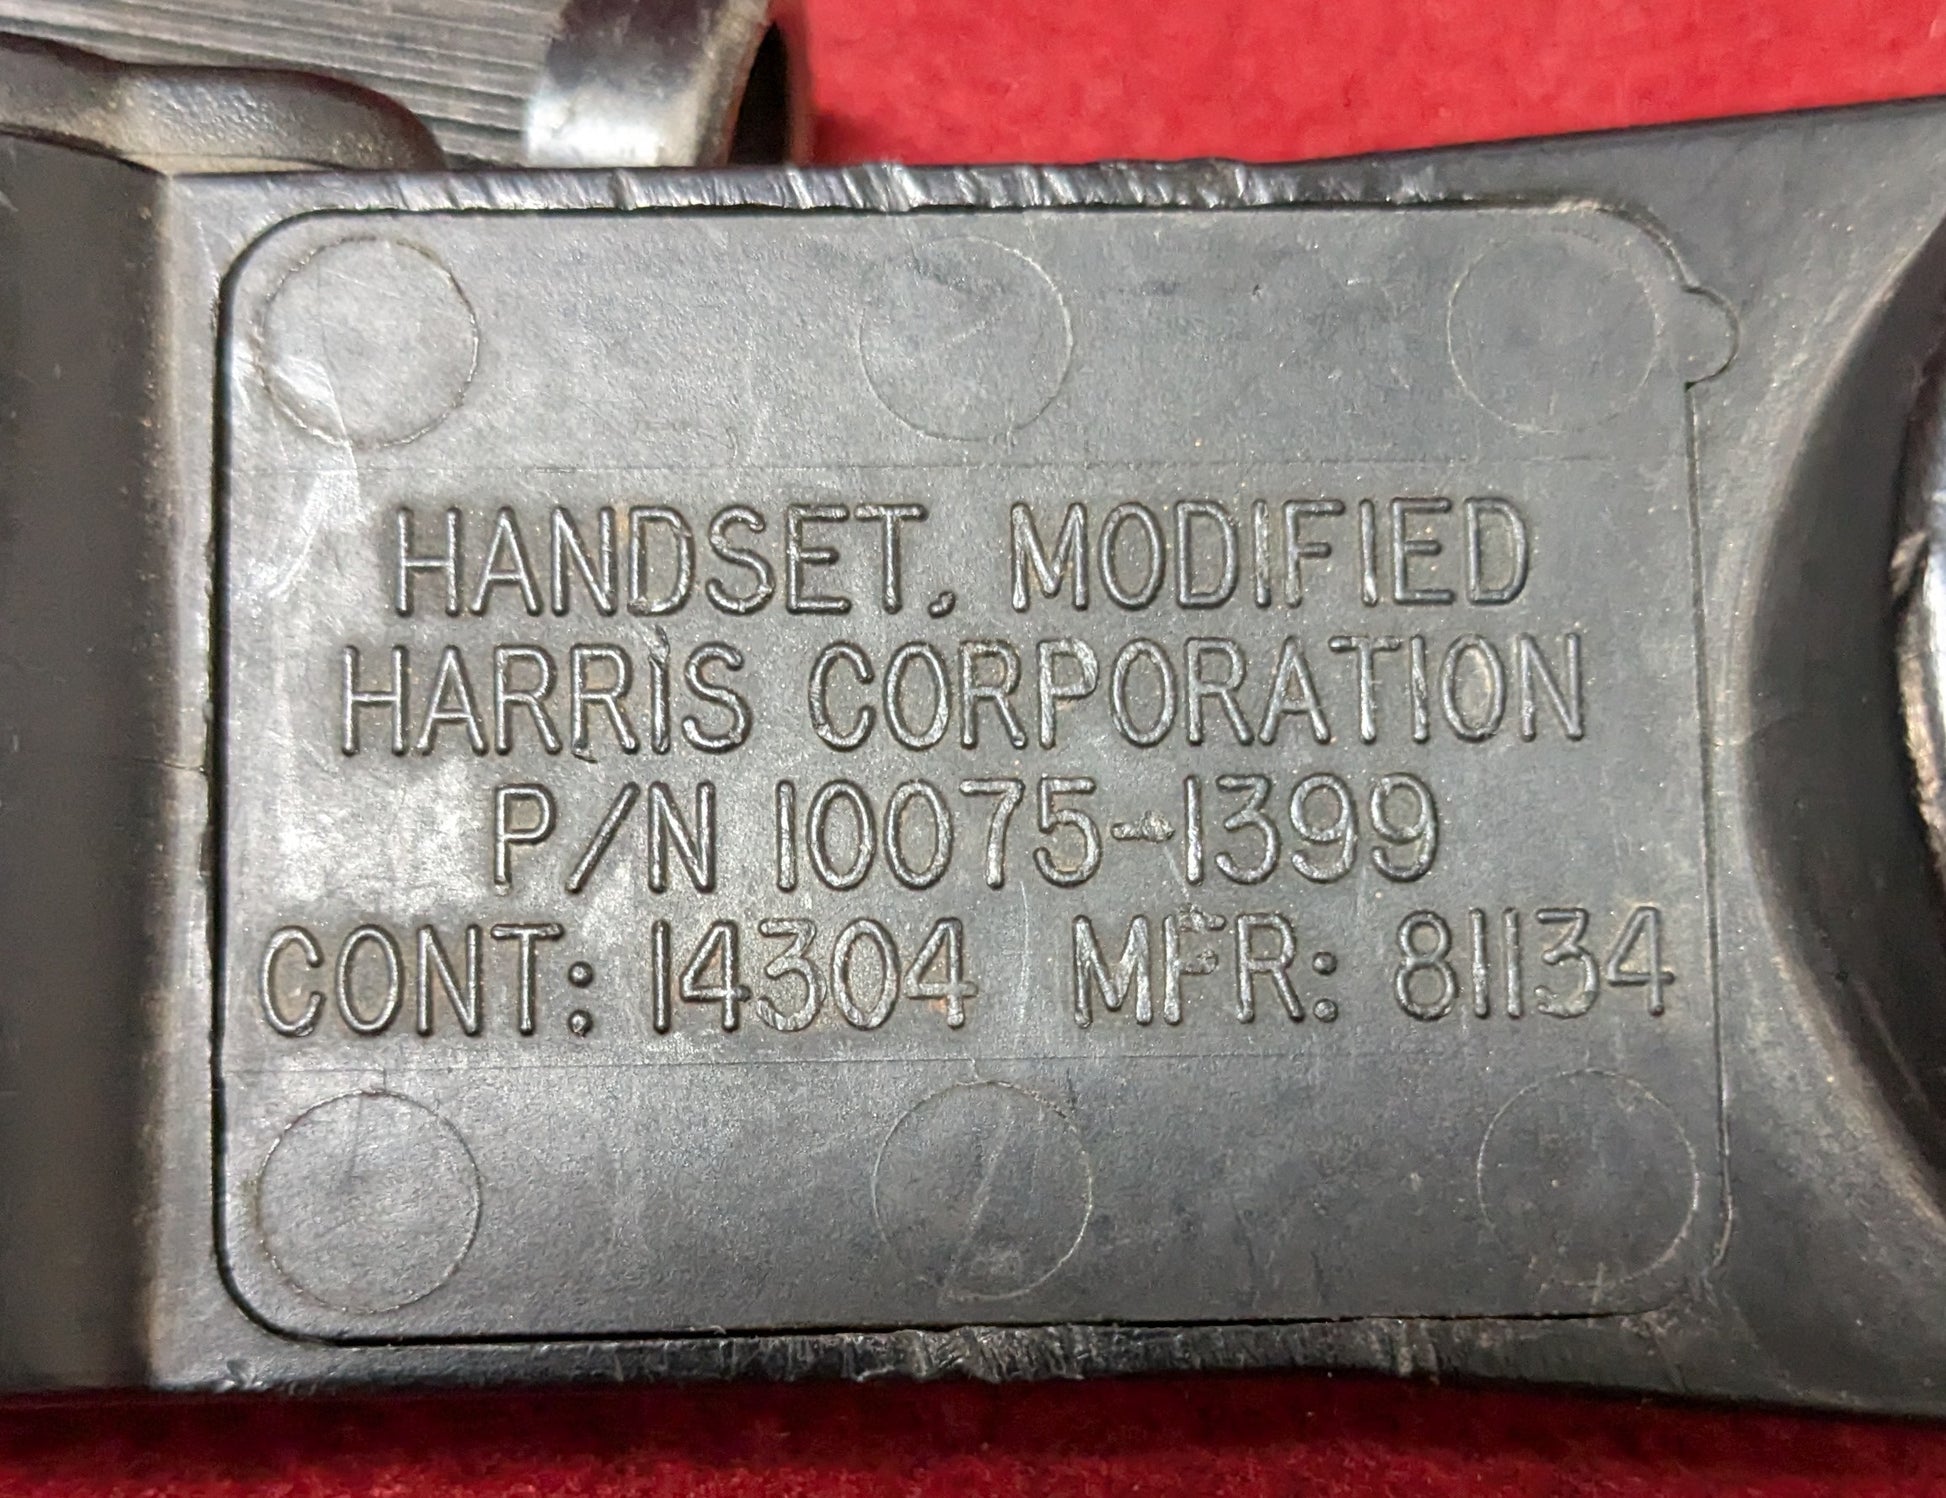 HANDSET, MODIFIED
HARRIS CORPORATION
P/N 10075-1399
CONT: 14304 MFR: 81134